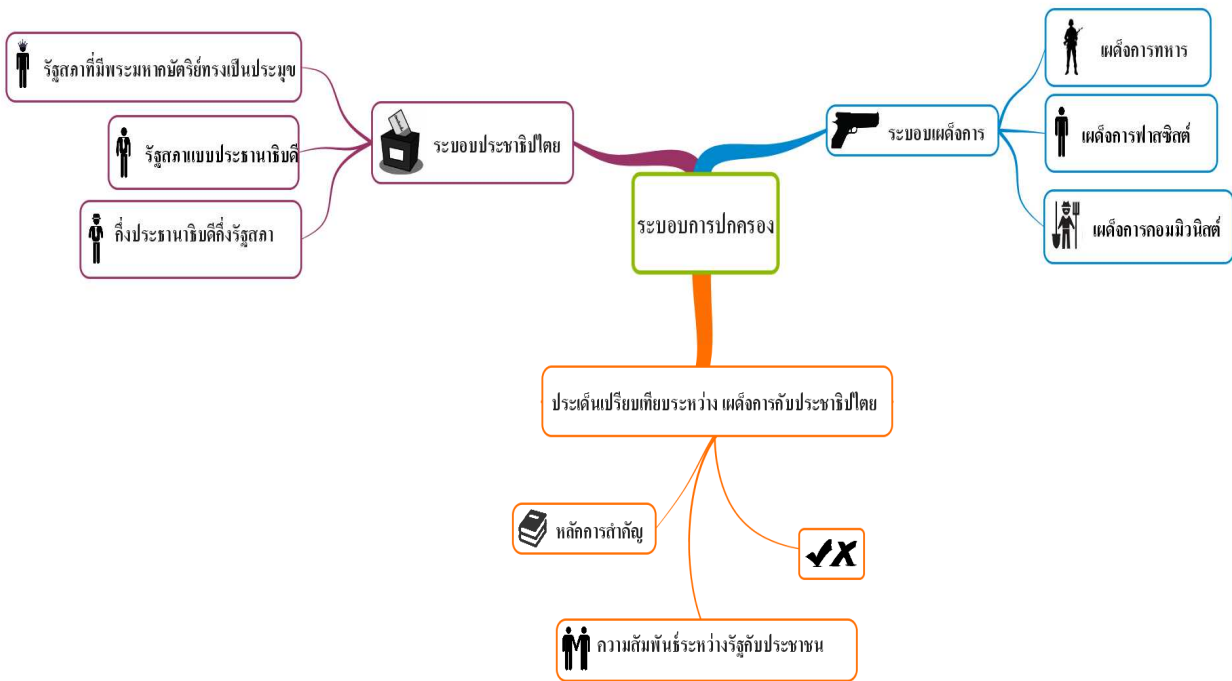 รัฐสภาที่มีพระมหากษัตริย์ทรงเป็นประมุข
รัฐสภาแบบประธานาธิบดี
กึ่งประธานาธิบดีกึ่งรัฐสภา
ระบอบประชาธิปไตย
ระบอบการปกครอง
ระบอบเผด็จการ
เผด็จการทหาร
เผด็จการฟาสซิสต์
เผด็จการคอมมิวนิสต์
ประเด็นเปรียบเทียบระหว่าง เผด็จการกับประชาธิปไตย
หลักการสำคัญ
ความสัมพันธ์ระหว่างรัฐกับประชาชน